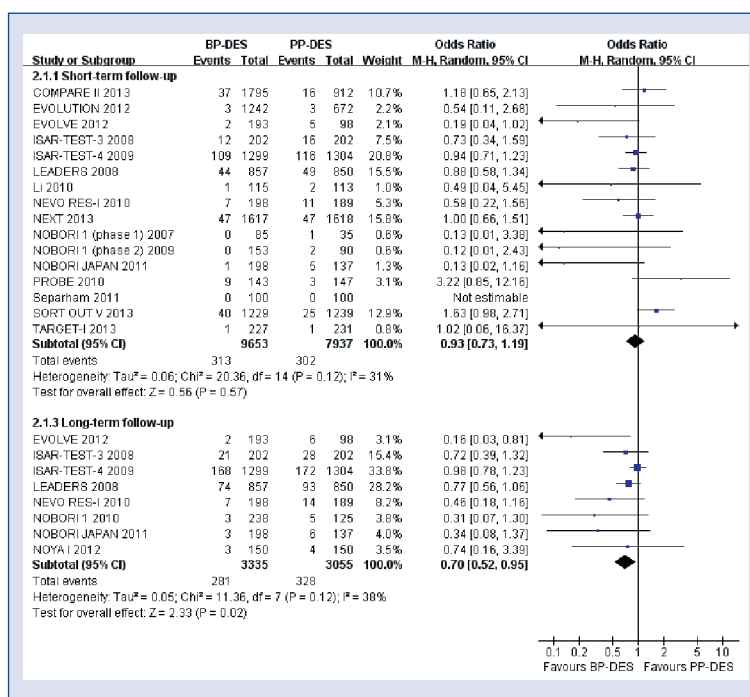 BP-DES PP-DES Odds Ratio Odds Ratio
Study or Subgroup Events Total Events Total Weight M-H, Random, 95% CI M-H, Random, 95% CI
2.1.1 Short-term follow-up
COMPARE II 2013 37 1795 16 912 10.7% 1.18 [0.65, 2.13]
EVOLUTION 2012 3 1242 3 672 2.2% 0.54 [0.11, 2.68]
EVOLVE 2012 2 193 5 98 1.9% 0.19 [0.04, 1.02]
ISAR-TEST-3 2008 12 202 16 202 7.5% 0.73 [0.34, 1.59]
ISAR-TEST-4 2009 109 1299 116 1304 20.8% 0.94 [0.71, 1.23]
LEADERS 2008 44 857 49 850 15.5% 0.88 [0.58, 1.34]
Li 2010 1 115 2 113 1.0% 0.49 [0.04, 5.45]
NEVO RES-I 2010 7 198 11 189 5.0% 0.59 [0.22, 1.56]
NEXT 2013 47 1617 47 1618 15.8% 1.00 [0.66, 1.51]
NOBORI 1 (phase 1) 2007 0 85 1 35 0.6% 0.13 [0.01, 3.38]
NOBORI 1 (phase 2) 2009 0 153 2 90 0.6% 0.12 [0.01, 2.43]
NOBORI JAPAN 2011 1 198 5 137 1.3% 0.13 [0.02, 1.16]
PROBE 2010 9 143 3 147 3.1% 3.22 [0.85, 12.16]
Beparham 2011 0 100 0 100 Not estimable
SORT OUT V 2013 40 1229 25 1239 12.9% 1.63 [0.98, 2.71]
TARGET-I 2013 1 227 1 231 0.8% 1.02 [0.06, 16.37]
Subtotal (95% CI) 9653 7937 100.0% 0.93 [0.73, 1.19]
Total events 313 302
Heterogeneity: Tau² = 0.06; Chi² = 20.36, df = 14 (P = 0.12); I² = 31%
Test for overall effect: Z = 0.56 (P = 0.57)
2.1.3 Long-term follow-up
EVOLVE 2012 2 193 6 98 3.1% 0.16 [0.03, 0.81]
ISAR-TEST-3 2008 21 202 28 202 15.4% 0.72 [0.39, 1.32]
ISAR-TEST-4 2009 168 1299 172 1304 33.8% 0.98 [0.78, 1.23]
LEADERS 2008 74 857 93 850 28.2% 0.77 [0.56, 1.06]
NEVO RES-I 2010 7 198 14 189 8.2% 0.46 [0.18, 1.16]
NOBORI 1 2010 3 238 5 125 3.8% 0.31 [0.07, 1.30]
NOBORI JAPAN 2011 3 198 6 137 4.0% 0.34 [0.08, 1.37]
NOYA I 2012 3 150 4 150 3.5% 0.74 [0.16, 3.39]
Subtotal (95% CI) 3335 3055 100.0% 0.70 [0.52, 0.95]
Total events 281 328
Heterogeneity: Tau² = 0.05; Chi² = 11.36, df = 7 (P = 0.12); I² = 38%
Test for overall effect: Z = 2.33 (P = 0.02)
0.1 0.2 0.5 1 2 5 10
Favours BP-DES Favours PP-DES